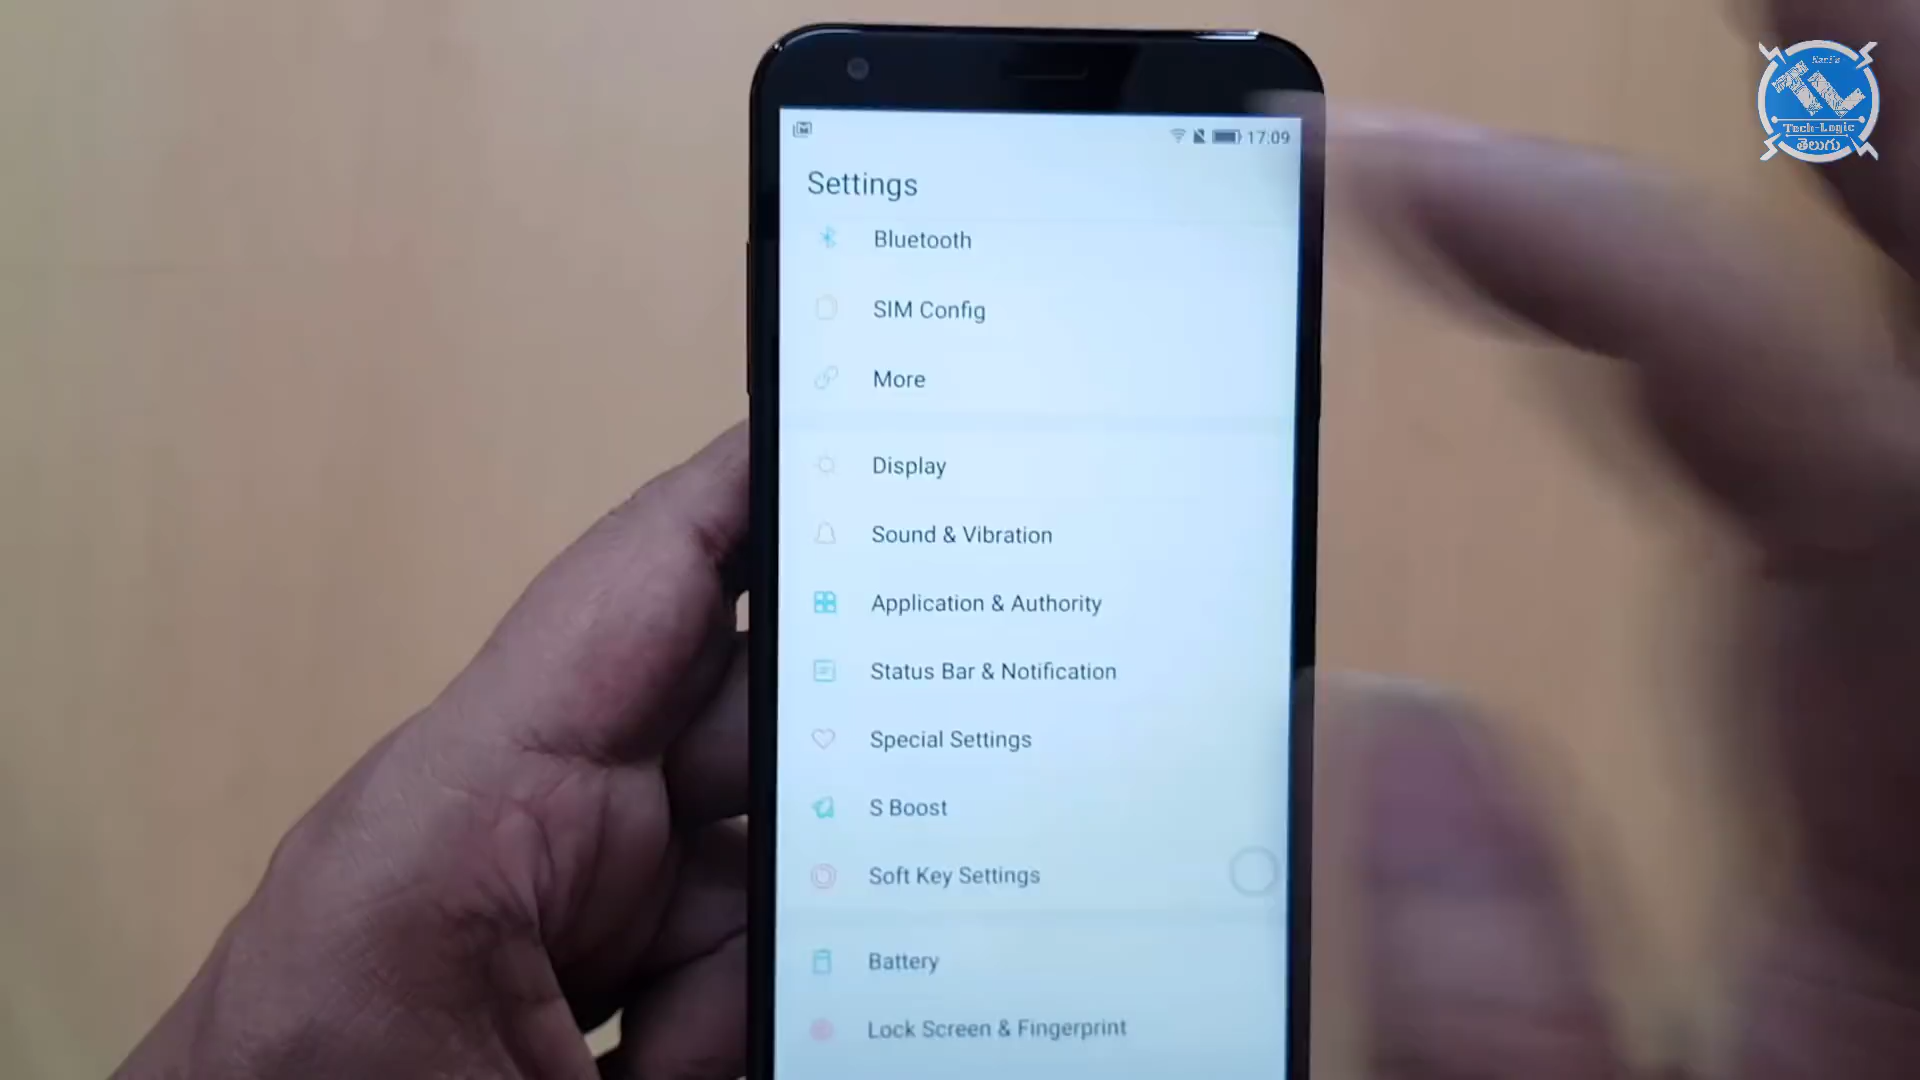 17:09
Settings
Bluetooth
SIM Config
More
Display
Sound & Vibration
Application & Authority
Status Bar & Notification
Special Settings
S Boost
Soft Key Settings
Battery
Lock Screen & Fingerprint
Tech-Logic
తెలుగు